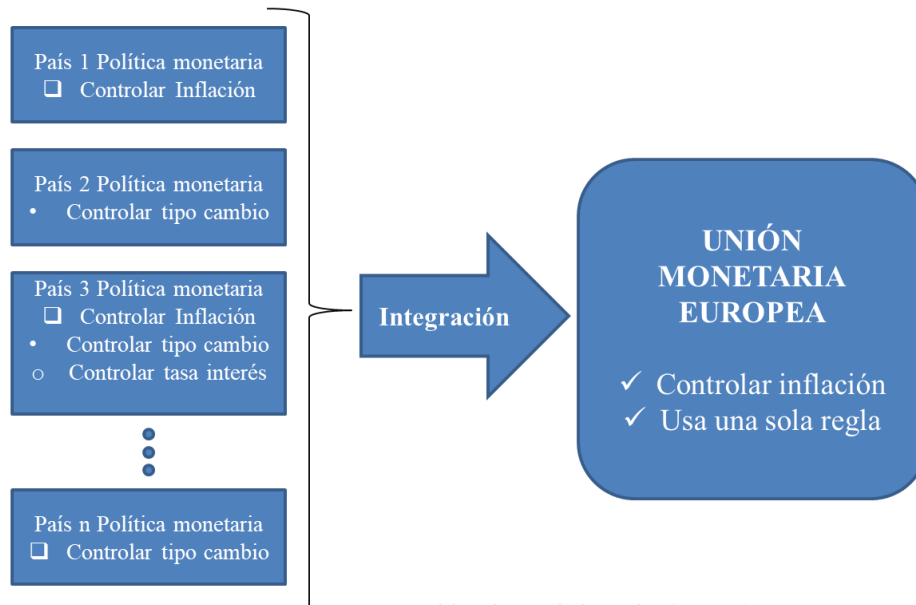 País 1 Política monetaria
❑ Controlar Inflación
País 2 Política monetaria
• Controlar tipo cambio
País 3 Política monetaria
❑ Controlar Inflación
• Controlar tipo cambio
o Controlar tasa interés
País n Política monetaria
❑ Controlar tipo cambio
Integración
UNIÓN
MONETARIA
EUROPEA
✓ Controlar inflación
✓ Usa una sola regla